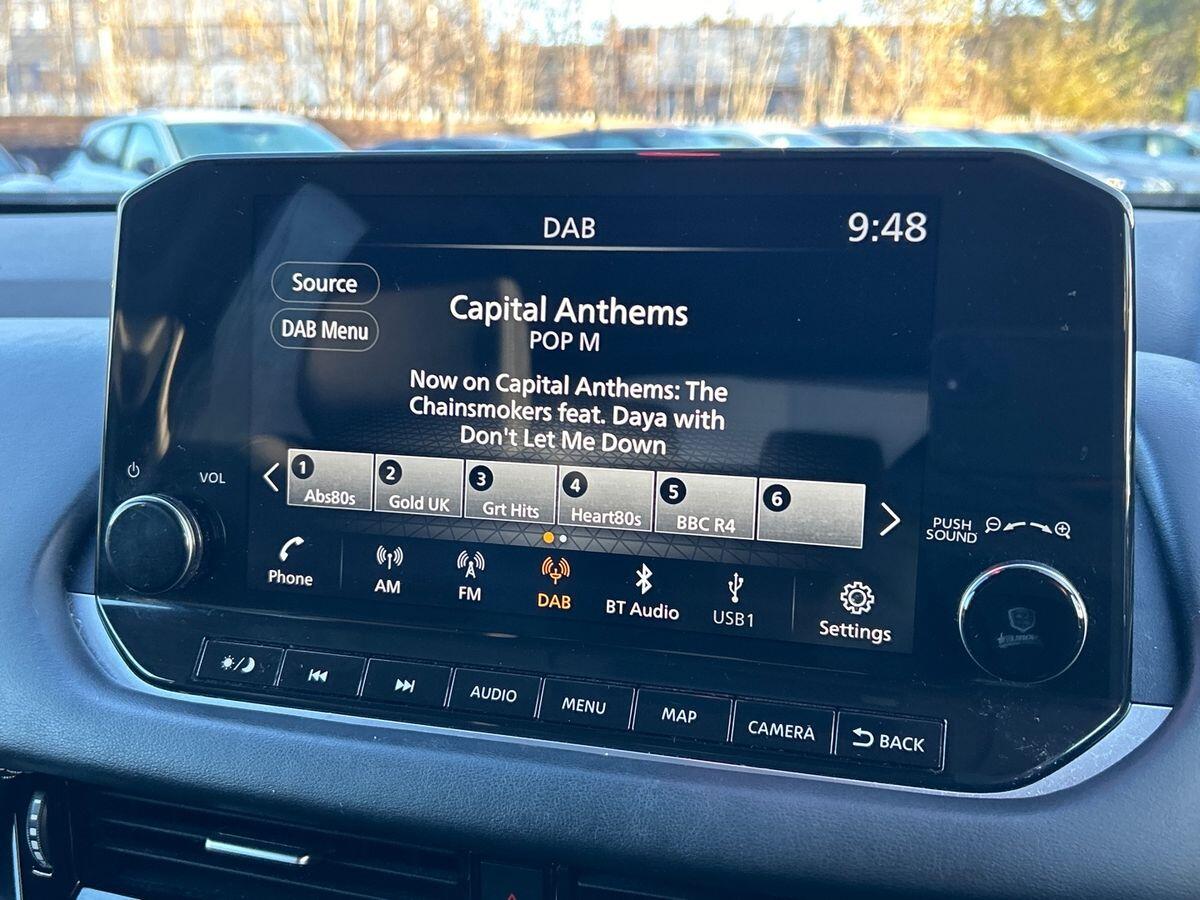 DAB
9:48
Source
DAB Menu
Capital Anthems
POP M
Now on Capital Anthems: The
Chainsmokers feat. Daya with
Don't Let Me Down
1
Abs80s
2
Gold UK
3
Grt Hits
4
Heart80s
5
BBC R4
6
VOL
PUSH
SOUND
Phone
AM
FM
DAB
BT Audio
USB1
Settings
AUDIO
MENU
MAP
CAMERA
BACK